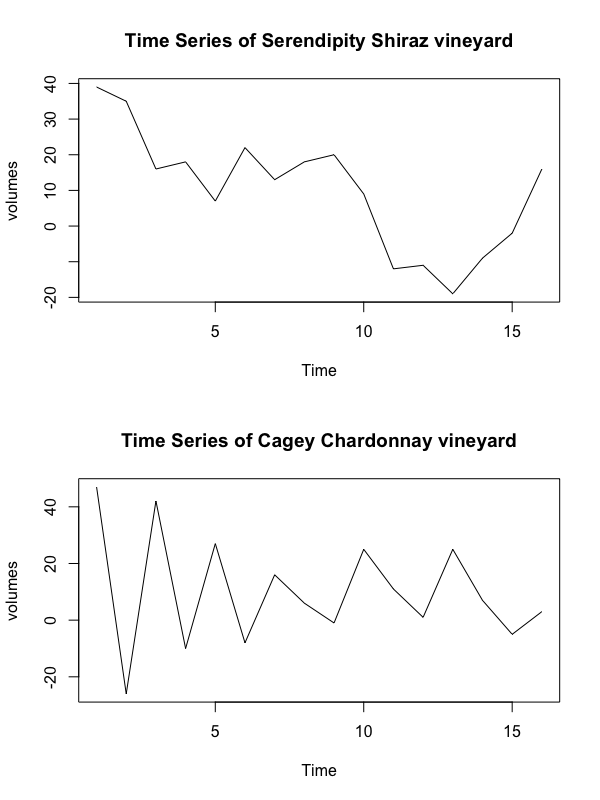 Time Series of Serendipity Shiraz vineyard
40
30
20
10
0
-20
volumes
5 10 15
Time
Time Series of Cagey Chardonnay vineyard
40
20
0
-20
volumes
5 10 15
Time